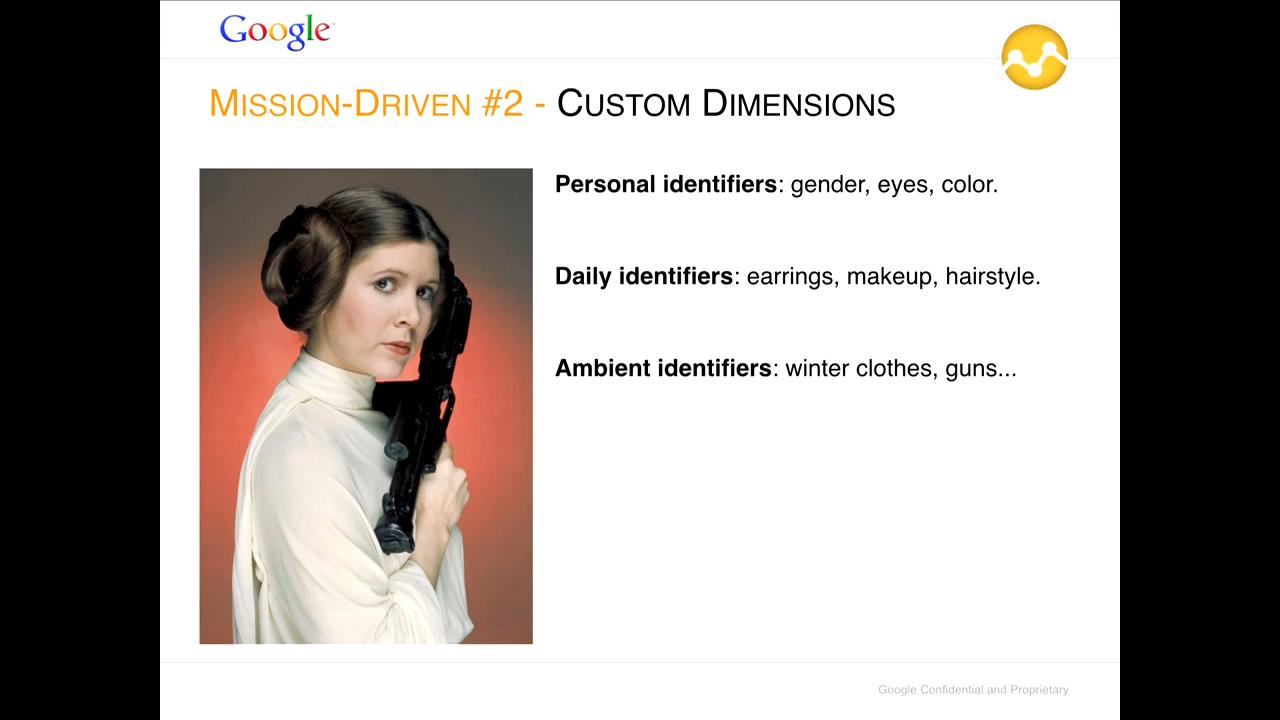 Google
MISSION-DRIVEN #2 - CUSTOM DIMENSIONS
Personal identifiers: gender, eyes, color.
Daily identifiers: earrings, makeup, hairstyle.
Ambient identifiers: winter clothes, guns...
Google Confidential and Proprietary